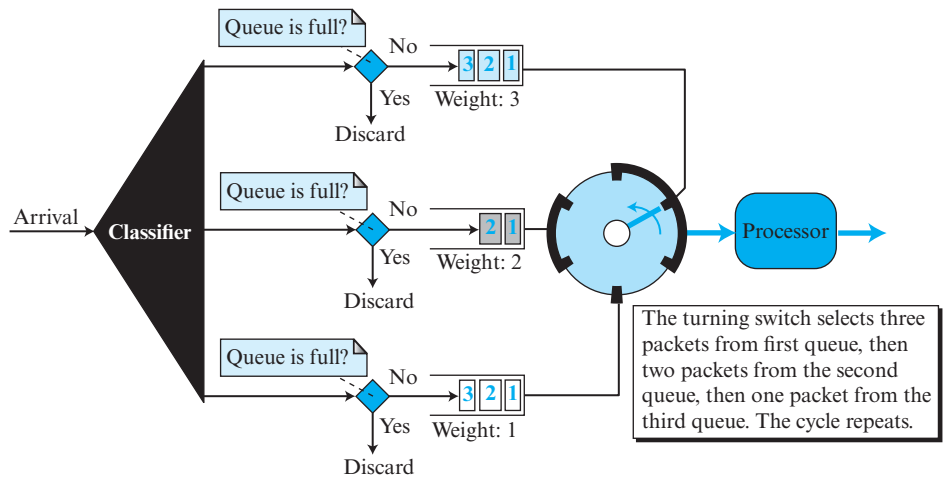 Queue is full?
No
3 2 1
Yes
Weight: 3
Discard
Queue is full?
Arrival
Classifier
No
2 1
Yes
Weight: 2
Discard
Processor
The turning switch selects three
packets from first queue, then
two packets from the second
queue, then one packet from the
third queue. The cycle repeats.
Queue is full?
No
3 2 1
Yes
Weight: 1
Discard